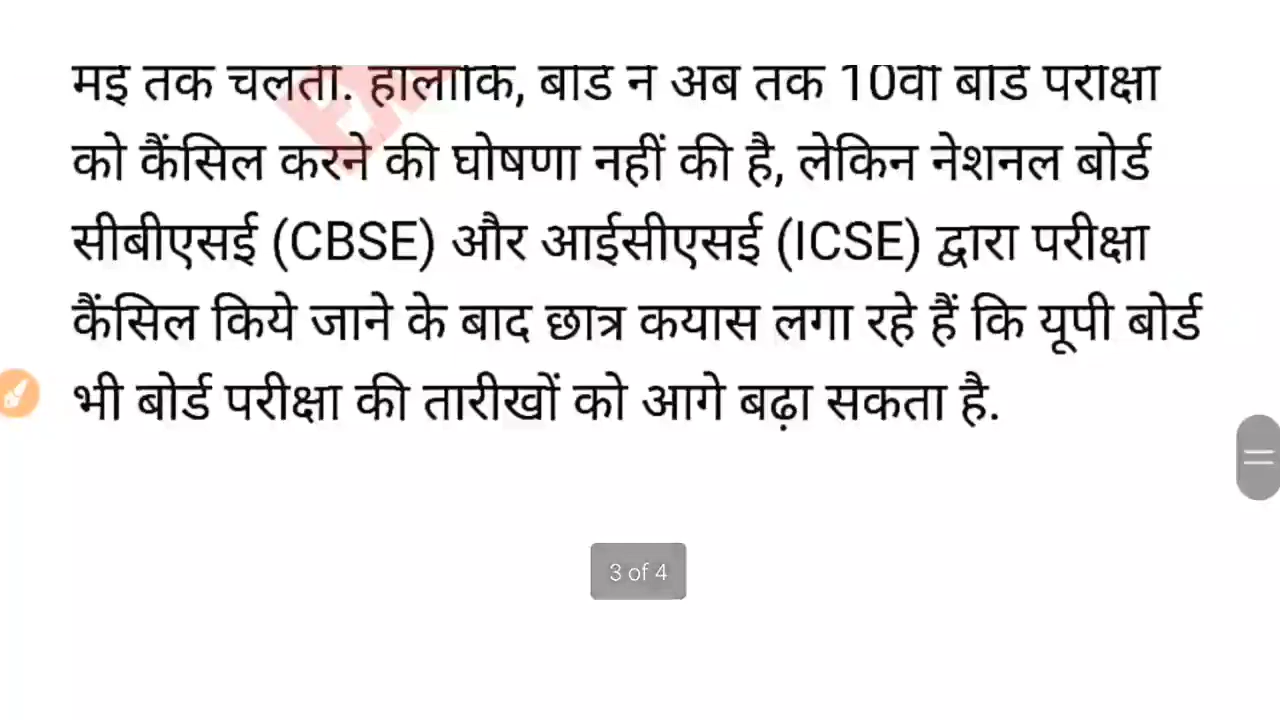 मई तक चलता. हालांकि, बोर्ड ने अब तक 10वीं बोर्ड परीक्षा
को कैंसिल करने की घोषणा नहीं की है, लेकिन नेशनल बोर्ड
सीबीएसई (CBSE) और आईसीएसई (ICSE) द्वारा परीक्षा
कैंसिल किये जाने के बाद छात्र कयास लगा रहे हैं कि यूपी बोर्ड
भी बोर्ड परीक्षा की तारीखों को आगे बढ़ा सकता है.
3 of 4